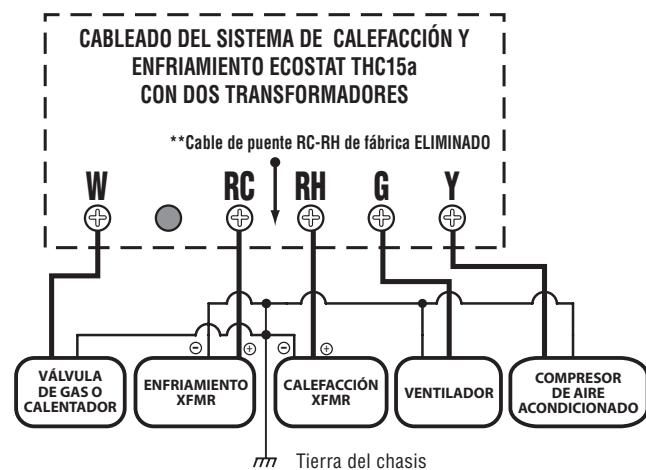 CABLEADO DEL SISTEMA DE CALEFACCIÓN Y
ENFRIAMIENTO ECOSTAT THC15a
CON DOS TRANSFORMADORES
**Cable de puente RC-RH de fábrica ELIMINADO
W RC RH G Y
⊖ ⊕ ⊖ ⊕
VÁLVULA
DE GAS O
CALENTADOR
ENFRIAMIENTO
XFMR
CALEFACCIÓN
XFMR
VENTILADOR
COMPRESOR
DE AIRE
ACONDICIONADO
Tierra del chasis